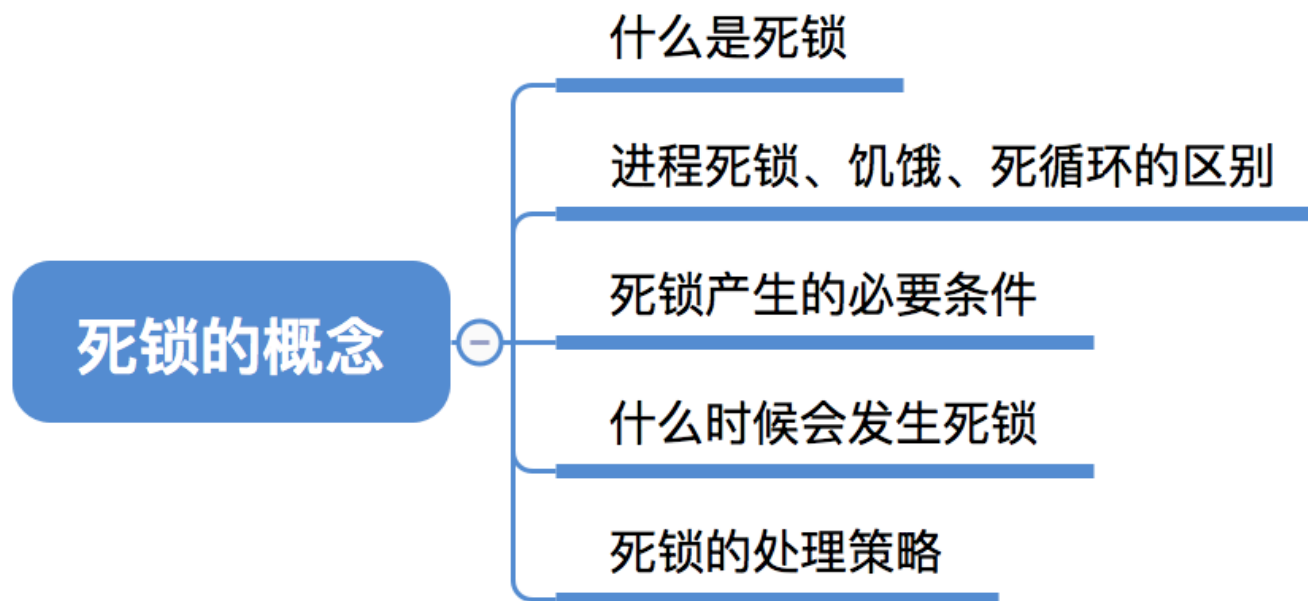 什么是死锁
进程死锁、饥饿、死循环的区别
死锁的概念
死锁产生的必要条件
什么时候会发生死锁
死锁的处理策略